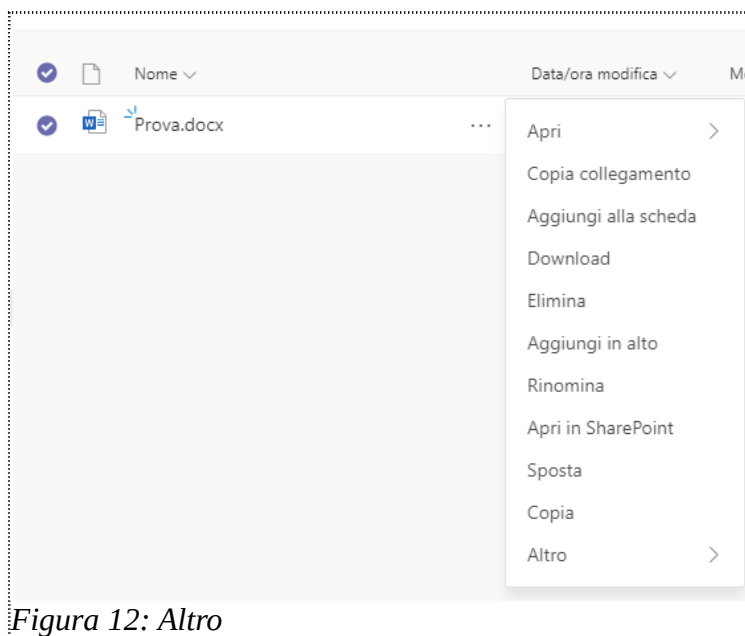 Nome
Data/ora modifica
Prova.docx
...
Apri
Copia collegamento
Aggiungi alla scheda
Download
Elimina
Aggiungi in alto
Rinomina
Apri in SharePoint
Sposta
Copia
Altro
Figura 12: Altro